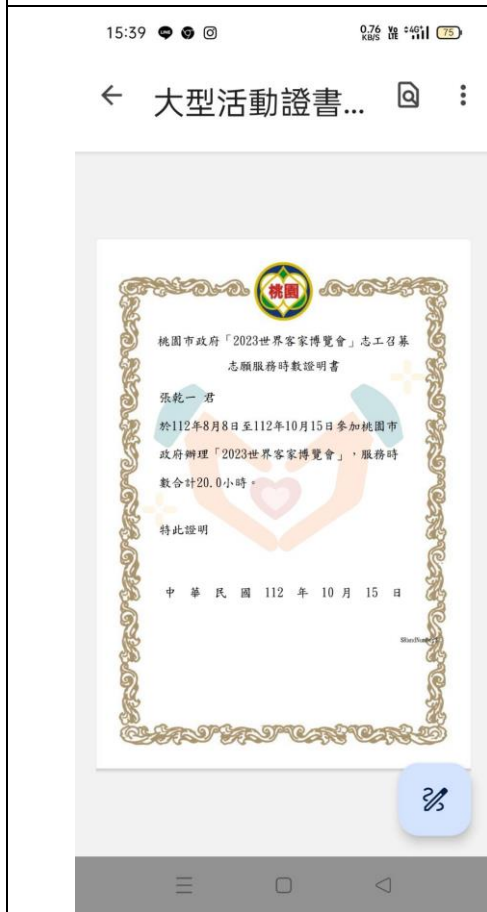 15:39
0.76 KB/S
Vo LTE
4G
75
大型活動證書...
桃園
桃園市政府「2023世界客家博覽會」志工召募
志願服務時數證明書
張乾一 君
於112年8月8日至112年10月15日參加桃園市
政府辦理「2023世界客家博覽會」，服務時
數合計20.0小時。
特此證明
中華民國 112 年 10 月 15 日